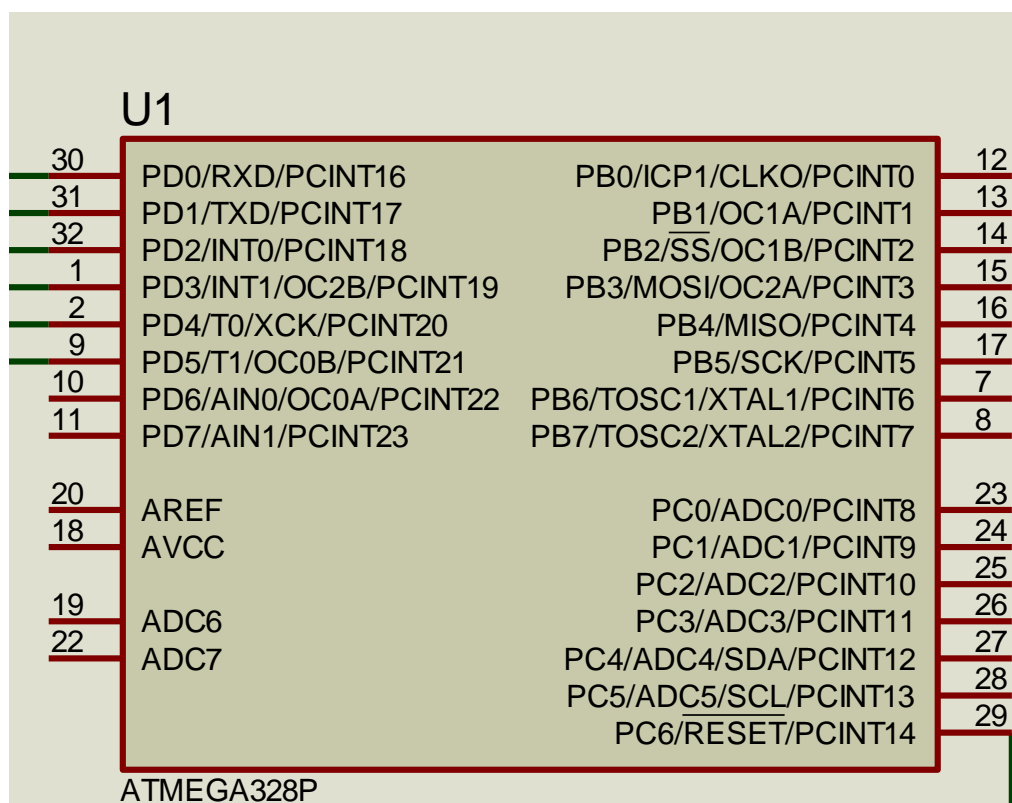 U1
30 PD0/RXD/PCINT16 PB0/ICP1/CLKO/PCINT0 12
31 PD1/TXD/PCINT17 PB1/OC1A/PCINT1 13
32 PD2/INT0/PCINT18 PB2/SS/OC1B/PCINT2 14
1 PD3/INT1/OC2B/PCINT19 PB3/MOSI/OC2A/PCINT3 15
2 PD4/T0/XCK/PCINT20 PB4/MISO/PCINT4 16
9 PD5/T1/OC0B/PCINT21 PB5/SCK/PCINT5 17
10 PD6/AIN0/OC0A/PCINT22 PB6/TOSC1/XTAL1/PCINT6 7
11 PD7/AIN1/PCINT23 PB7/TOSC2/XTAL2/PCINT7 8
20 AREF PC0/ADC0/PCINT8 23
18 AVCC PC1/ADC1/PCINT9 24
PC2/ADC2/PCINT10 25
19 ADC6 PC3/ADC3/PCINT11 26
22 ADC7 PC4/ADC4/SDA/PCINT12 27
PC5/ADC5/SCL/PCINT13 28
PC6/RESET/PCINT14 29
ATMEGA328P